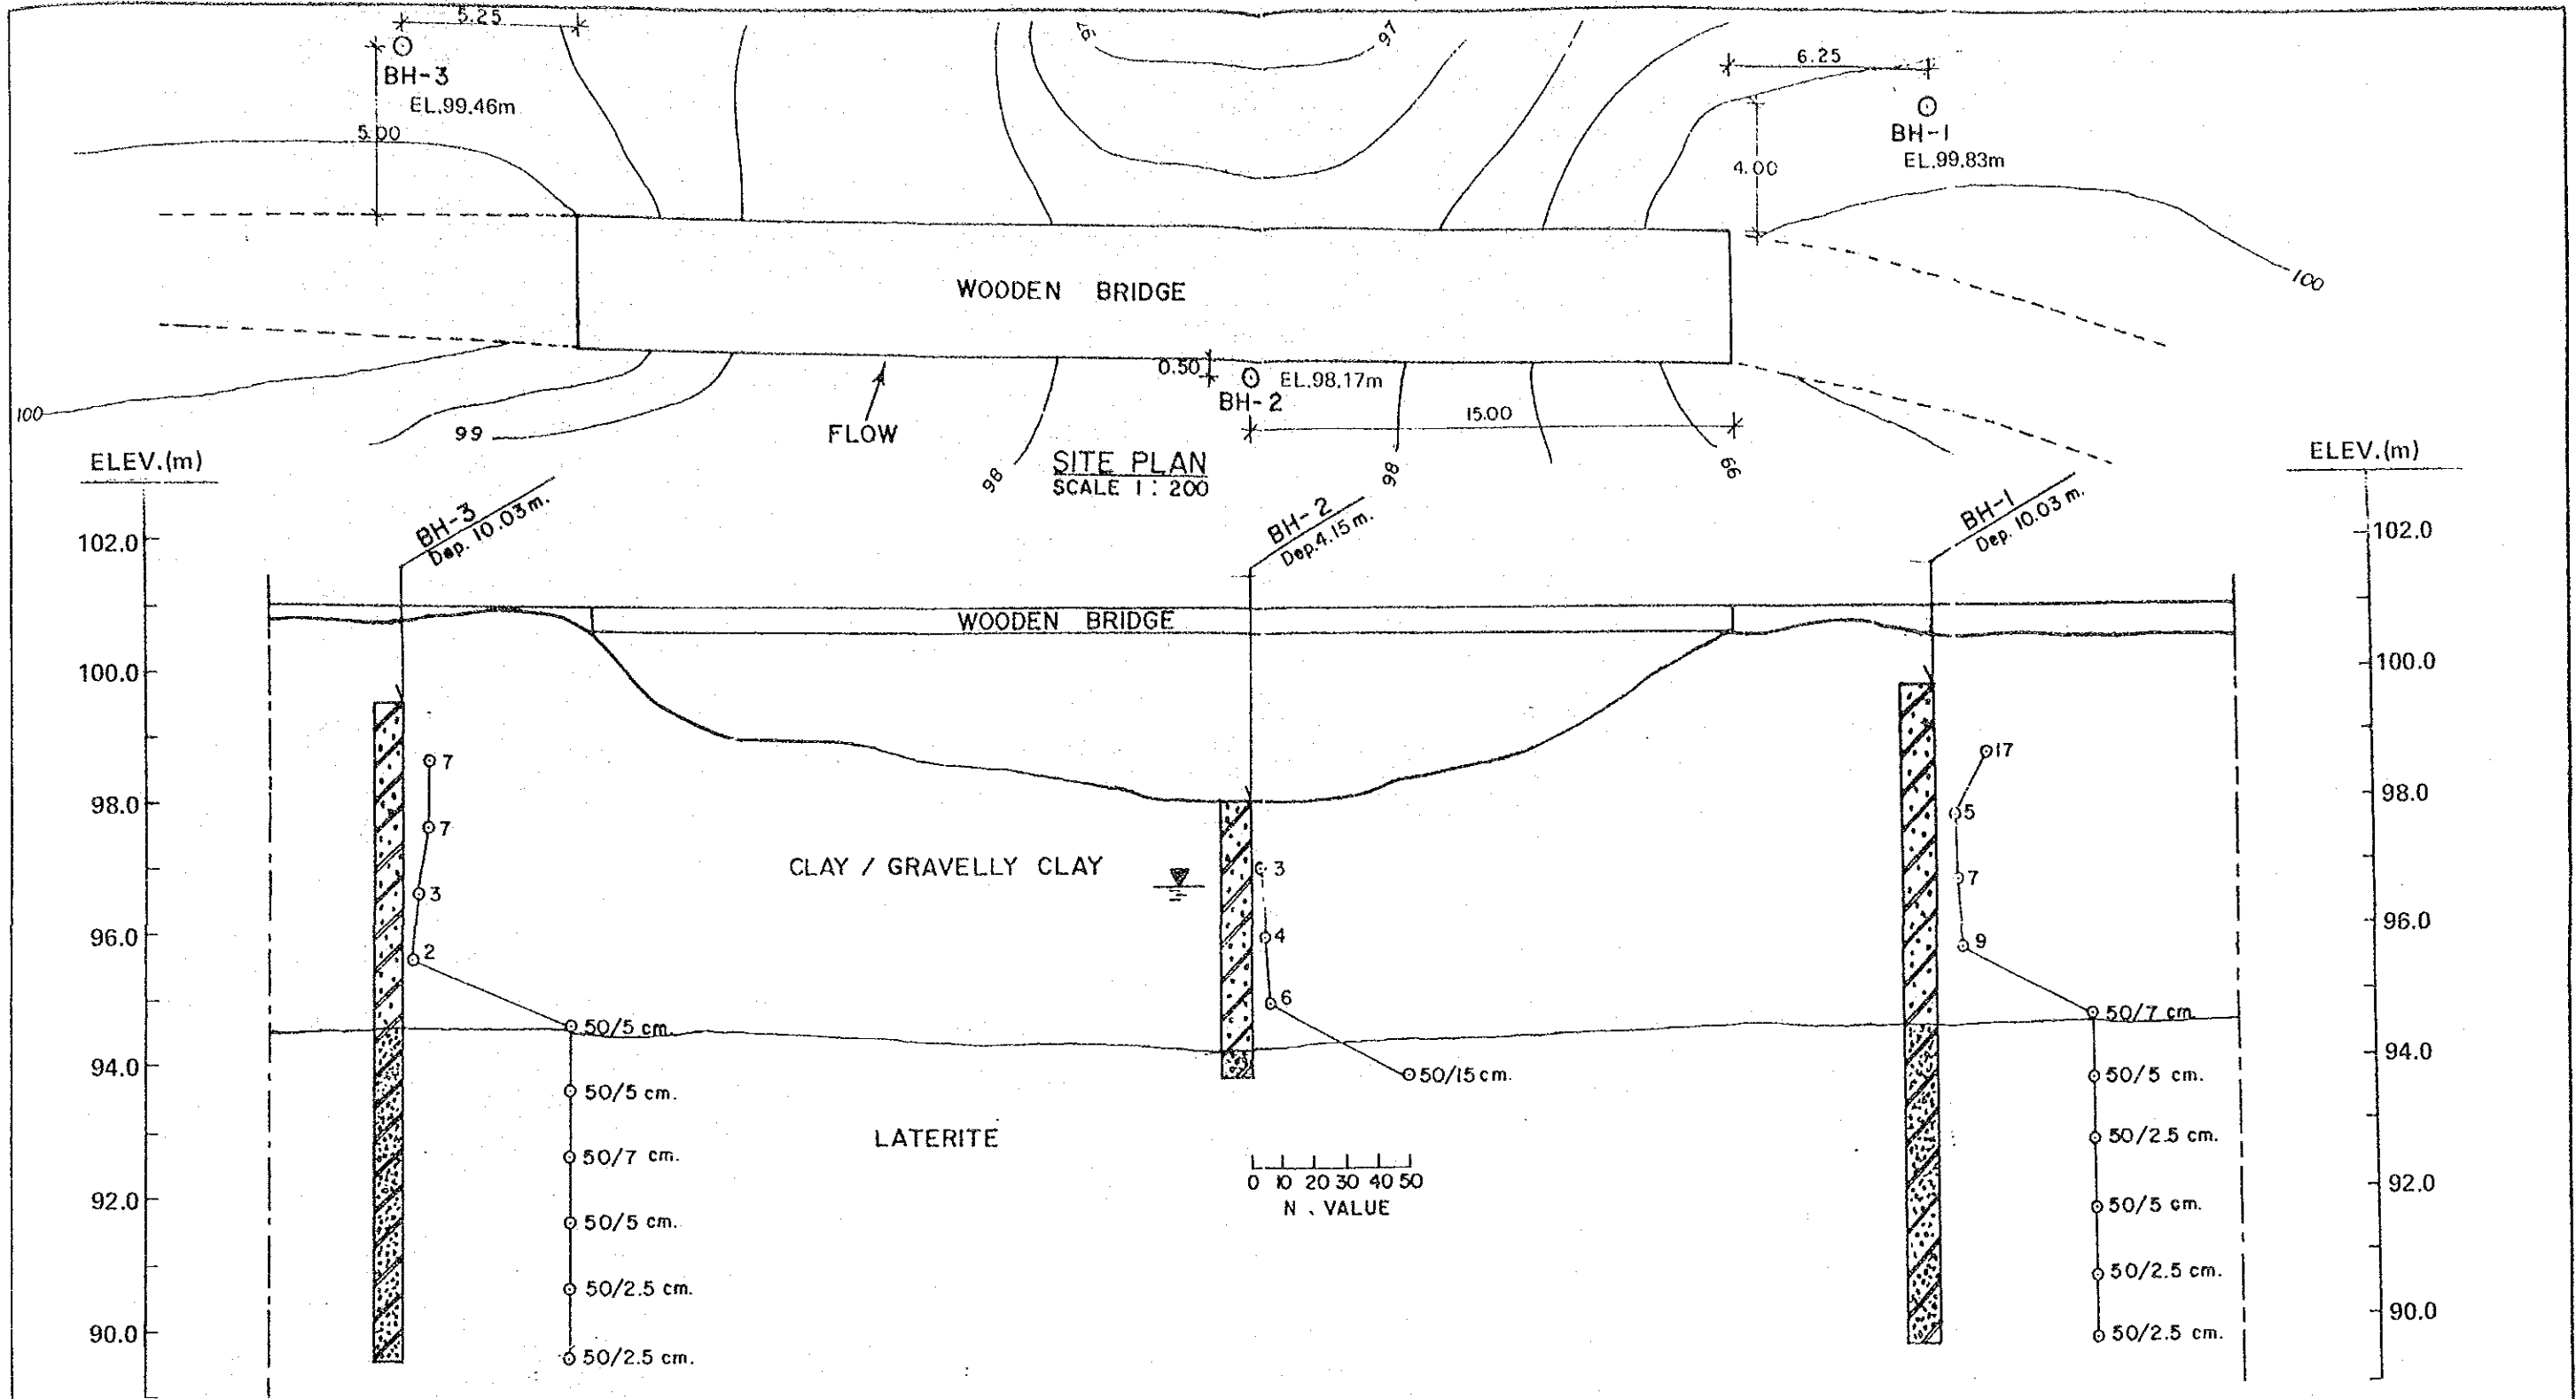 5.25
BH-3
EL.99.46m
5.00
97
97
6.25
BH-1
EL.99.83m
4.00
100
WOODEN BRIDGE
0.50
EL.98.17m
BH-2
15.00
FLOW
100
99
98
98
99
SITE PLAN
SCALE 1 : 200
ELEV.(m)
ELEV.(m)
BH-3
Dep. 10.03 m.
BH-2
Dep. 4.15 m.
BH-1
Dep. 10.03 m.
102.0
100.0
98.0
96.0
94.0
92.0
90.0
102.0
100.0
98.0
96.0
94.0
92.0
90.0
WOODEN BRIDGE
7
7
3
2
50/5 cm.
50/5 cm.
50/7 cm.
50/5 cm.
50/2.5 cm.
50/2.5 cm.
CLAY / GRAVELLY CLAY
3
4
6
50/15 cm.
LATERITE
0 10 20 30 40 50
N . VALUE
17
5
7
9
50/7 cm.
50/5 cm.
50/2.5 cm.
50/5 cm.
50/2.5 cm.
50/2.5 cm.